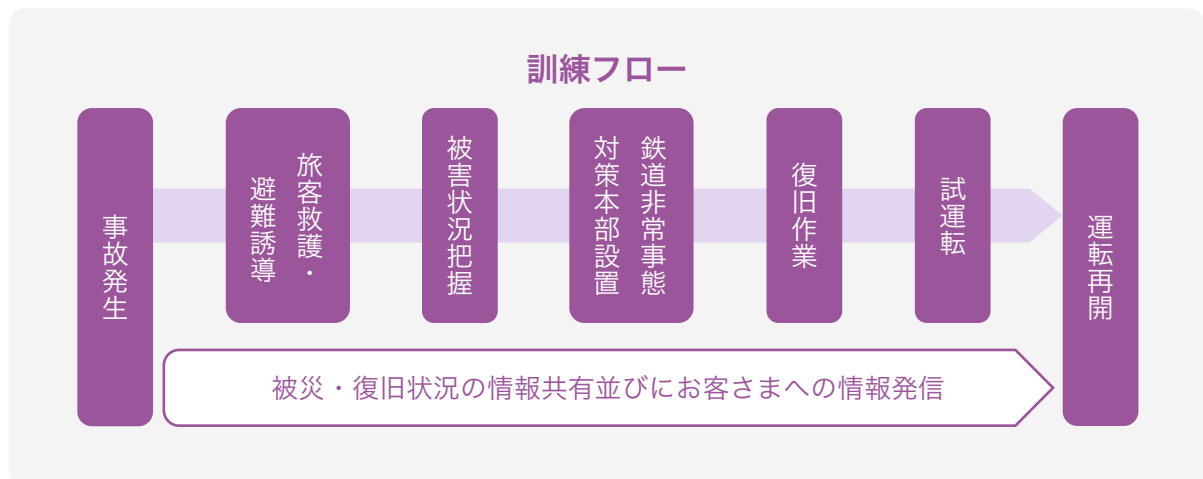 訓練フロー
事故発生
旅客救護・
避難誘導
被害状況把握
鉄道非常事態
対策本部設置
復旧作業
試運転
運転再開
被災・復旧状況の情報共有並びにお客さまへの情報発信